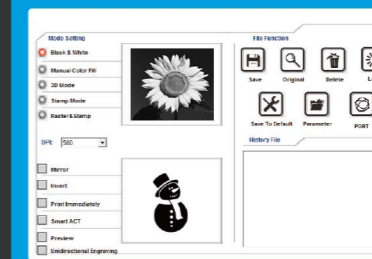 Mode Setting
Black & White
Manual Color Fill
3D Mode
Stamp Mode
Raster&Stamp
DPI: 500
Mirror
Invert
Print Immediately
Smart ACT
Preview
Unidirectional Engraving
File Function
Save Original Delete
Save To Default Parameter PORT
History File